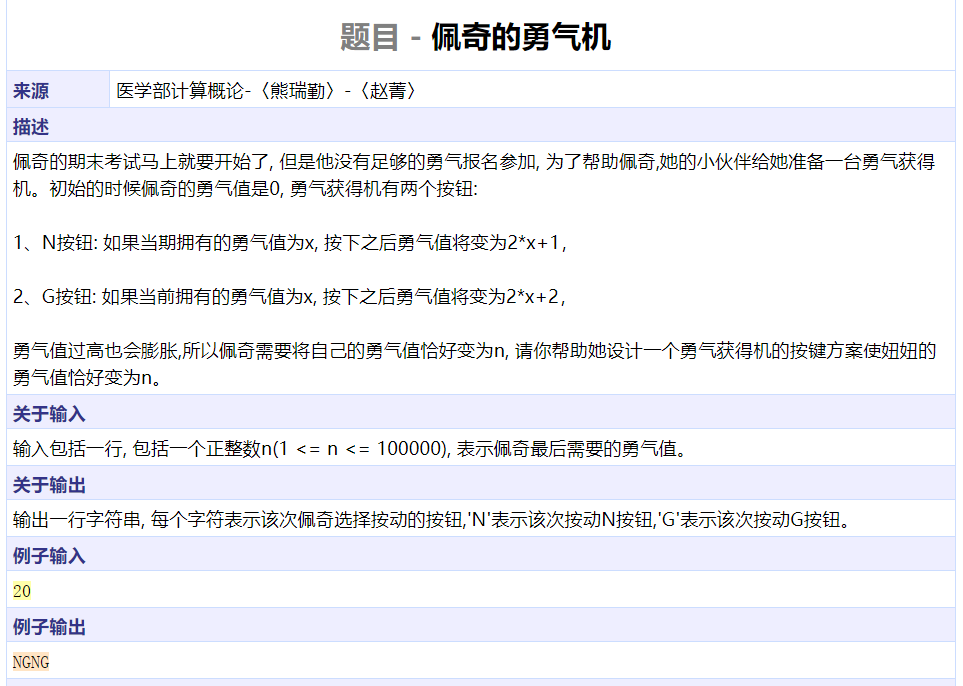 题目 - 佩奇的勇气机
来源 医学部计算概论-〈熊瑞勤〉-〈赵菁〉
描述
佩奇的期末考试马上就要开始了, 但是他没有足够的勇气报名参加, 为了帮助佩奇,她的小伙伴给她准备一台勇气获得
机。初始的时候佩奇的勇气值是0, 勇气获得机有两个按钮:
1、N按钮: 如果当期拥有的勇气值为x, 按下之后勇气值将变为2*x+1,
2、G按钮: 如果当前拥有的勇气值为x, 按下之后勇气值将变为2*x+2,
勇气值过高也会膨胀,所以佩奇需要将自己的勇气值恰好变为n, 请你帮助她设计一个勇气获得机的按键方案使妞妞的
勇气值恰好变为n。
关于输入
输入包括一行, 包括一个正整数n(1 <= n <= 100000), 表示佩奇最后需要的勇气值。
关于输出
输出一行字符串, 每个字符表示该次佩奇选择按动的按钮,'N'表示该次按动N按钮,'G'表示该次按动G按钮。
例子输入
20
例子输出
NGNG